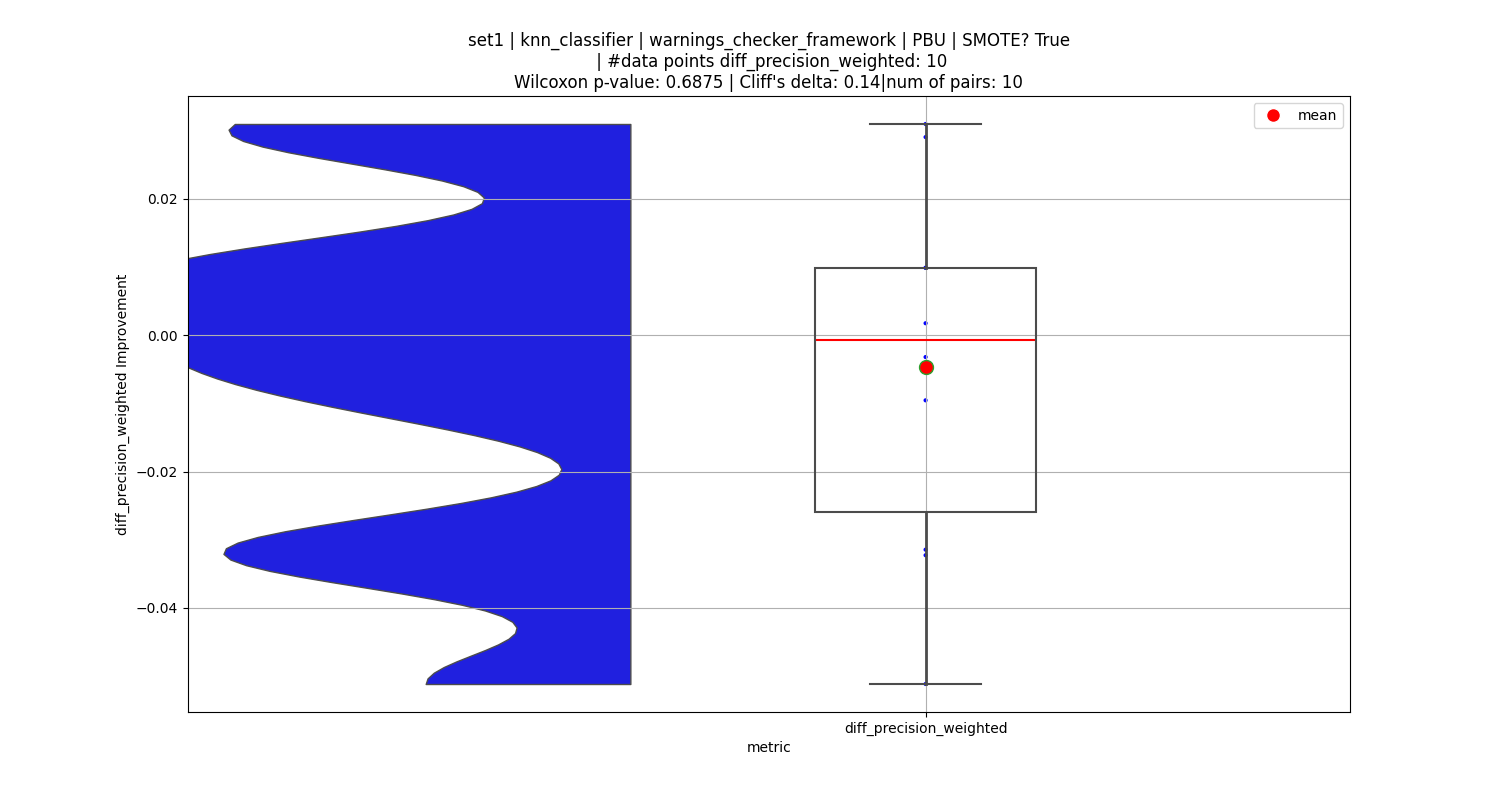 set1 | knn_classifier | warnings_checker_framework | PBU | SMOTE? True
| #data points diff_precision_weighted: 10
Wilcoxon p-value: 0.6875 | Cliff's delta: 0.14|num of pairs: 10
mean
0.02
0.00
−0.02
−0.04
diff_precision_weighted Improvement
diff_precision_weighted
metric